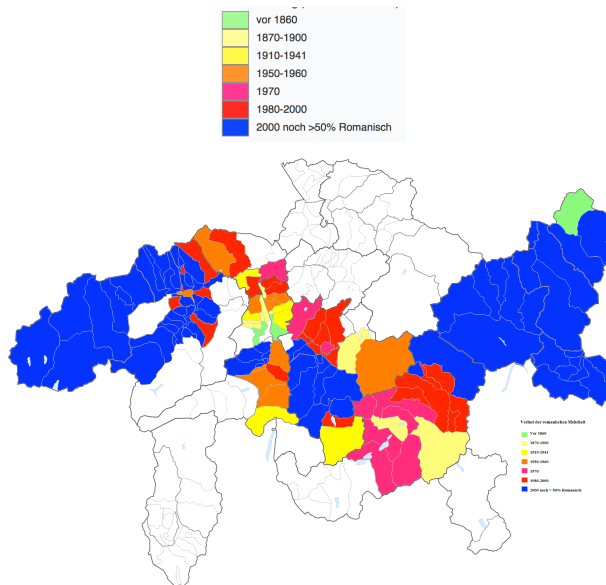 vor 1860
1870-1900
1910-1941
1950-1960
1970
1980-2000
2000 noch >50% Romanisch
Verlust der romanischen Mehrheit
Vor 1860
1870-1900
1910-1941
1950-1960
1970
1980-2000
2000 noch > 50% Romanisch